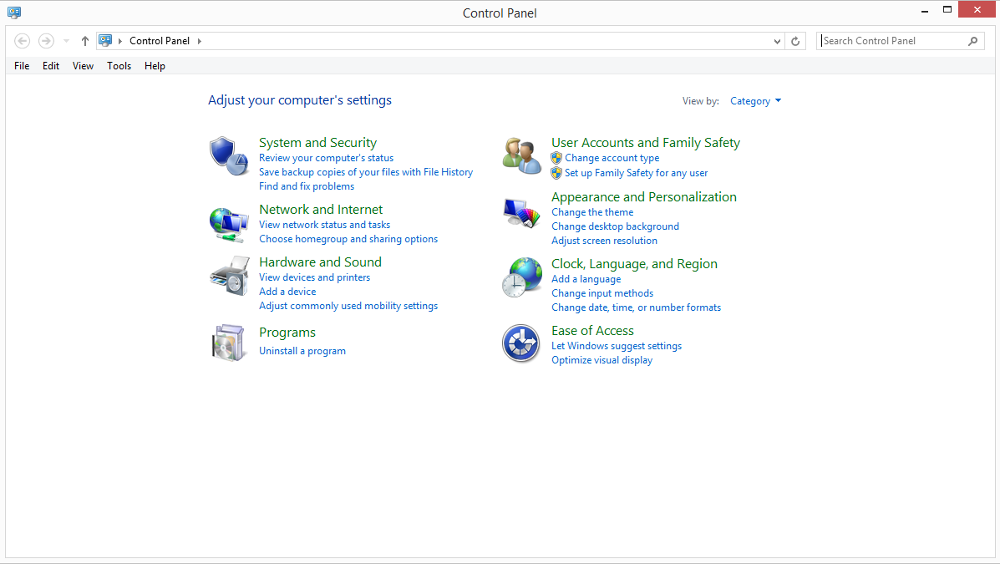 Control Panel
Control Panel
Search Control Panel
File Edit View Tools Help
Adjust your computer's settings
View by: Category
System and Security
Review your computer's status
Save backup copies of your files with File History
Find and fix problems
Network and Internet
View network status and tasks
Choose homegroup and sharing options
Hardware and Sound
View devices and printers
Add a device
Adjust commonly used mobility settings
Programs
Uninstall a program
User Accounts and Family Safety
Change account type
Set up Family Safety for any user
Appearance and Personalization
Change the theme
Change desktop background
Adjust screen resolution
Clock, Language, and Region
Add a language
Change input methods
Change date, time, or number formats
Ease of Access
Let Windows suggest settings
Optimize visual display